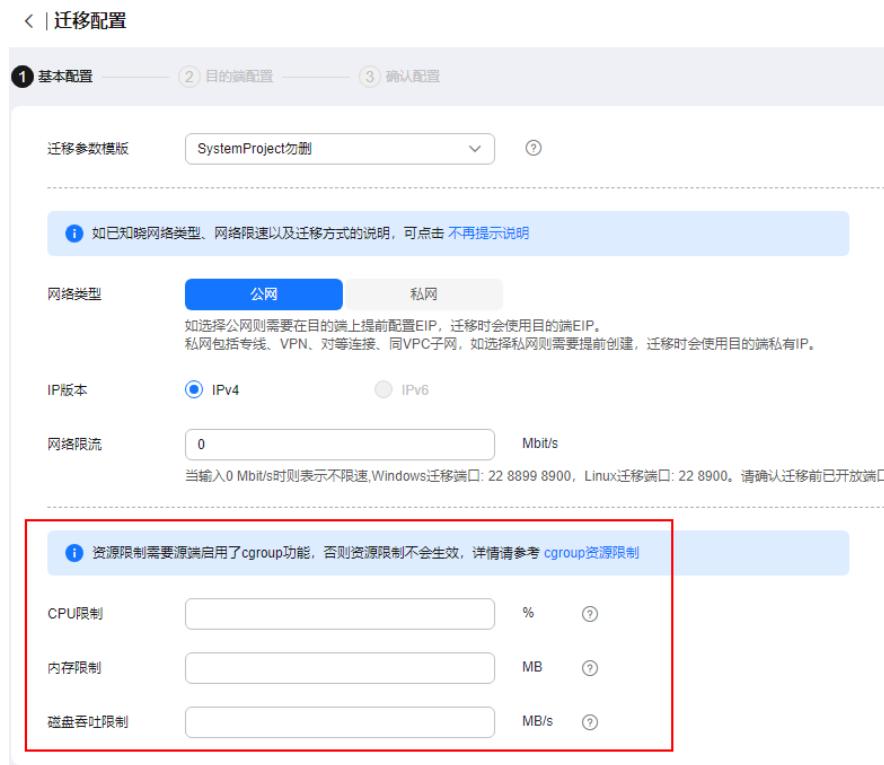 迁移配置
1 基本配置 2 目的端配置 3 确认配置
迁移参数模版 SystemProject勿删
如已知晓网络类型、网络限速以及迁移方式的说明，可点击 不再提示说明
网络类型 公网 私网
如选择公网则需要在目的端上提前配置EIP，迁移时会使用目的端EIP。
私网包括专线、VPN、对等连接、同VPC子网，如选择私网则需要提前创建，迁移时会使用目的端私有IP。
IP版本 IPv4 IPv6
网络限流 0 Mbit/s
当输入0 Mbit/s时则表示不限速,Windows迁移端口: 22 8899 8900，Linux迁移端口: 22 8900。请确认迁移前已开放端口
资源限制需要源端启用了cgroup功能，否则资源限制不会生效，详情请参考 cgroup资源限制
CPU限制 %
内存限制 MB
磁盘吞吐限制 MB/s